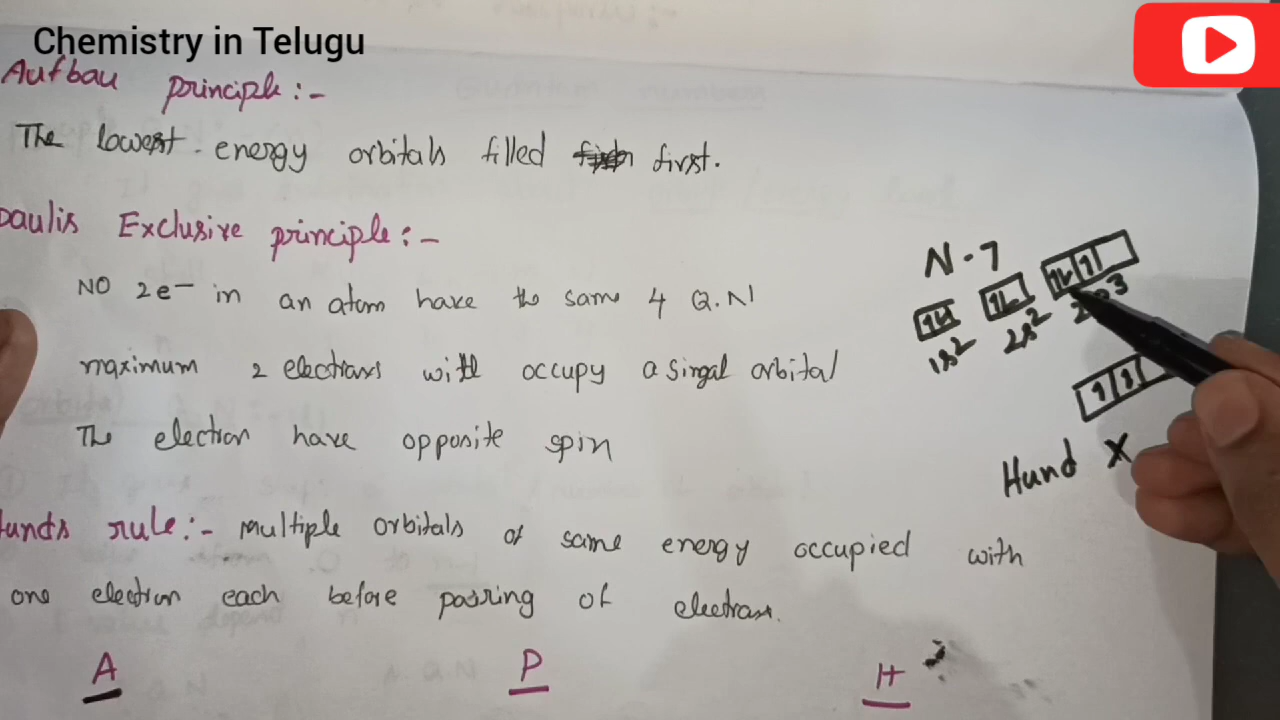 Chemistry in Telugu
Aufbau principle:-
The lowest energy orbitals filled first.
paulis Exclusive principle:-
NO 2e⁻ in an atom have the same 4 Q.N
maximum 2 electrons will occupy a singal orbital
The electron have opposite spin
Hunds rule:- Multiple orbitals of same energy occupied with
one electron each before pairing of electrons.
A P H
N-7
1s² 2s² 2p3
Hund X